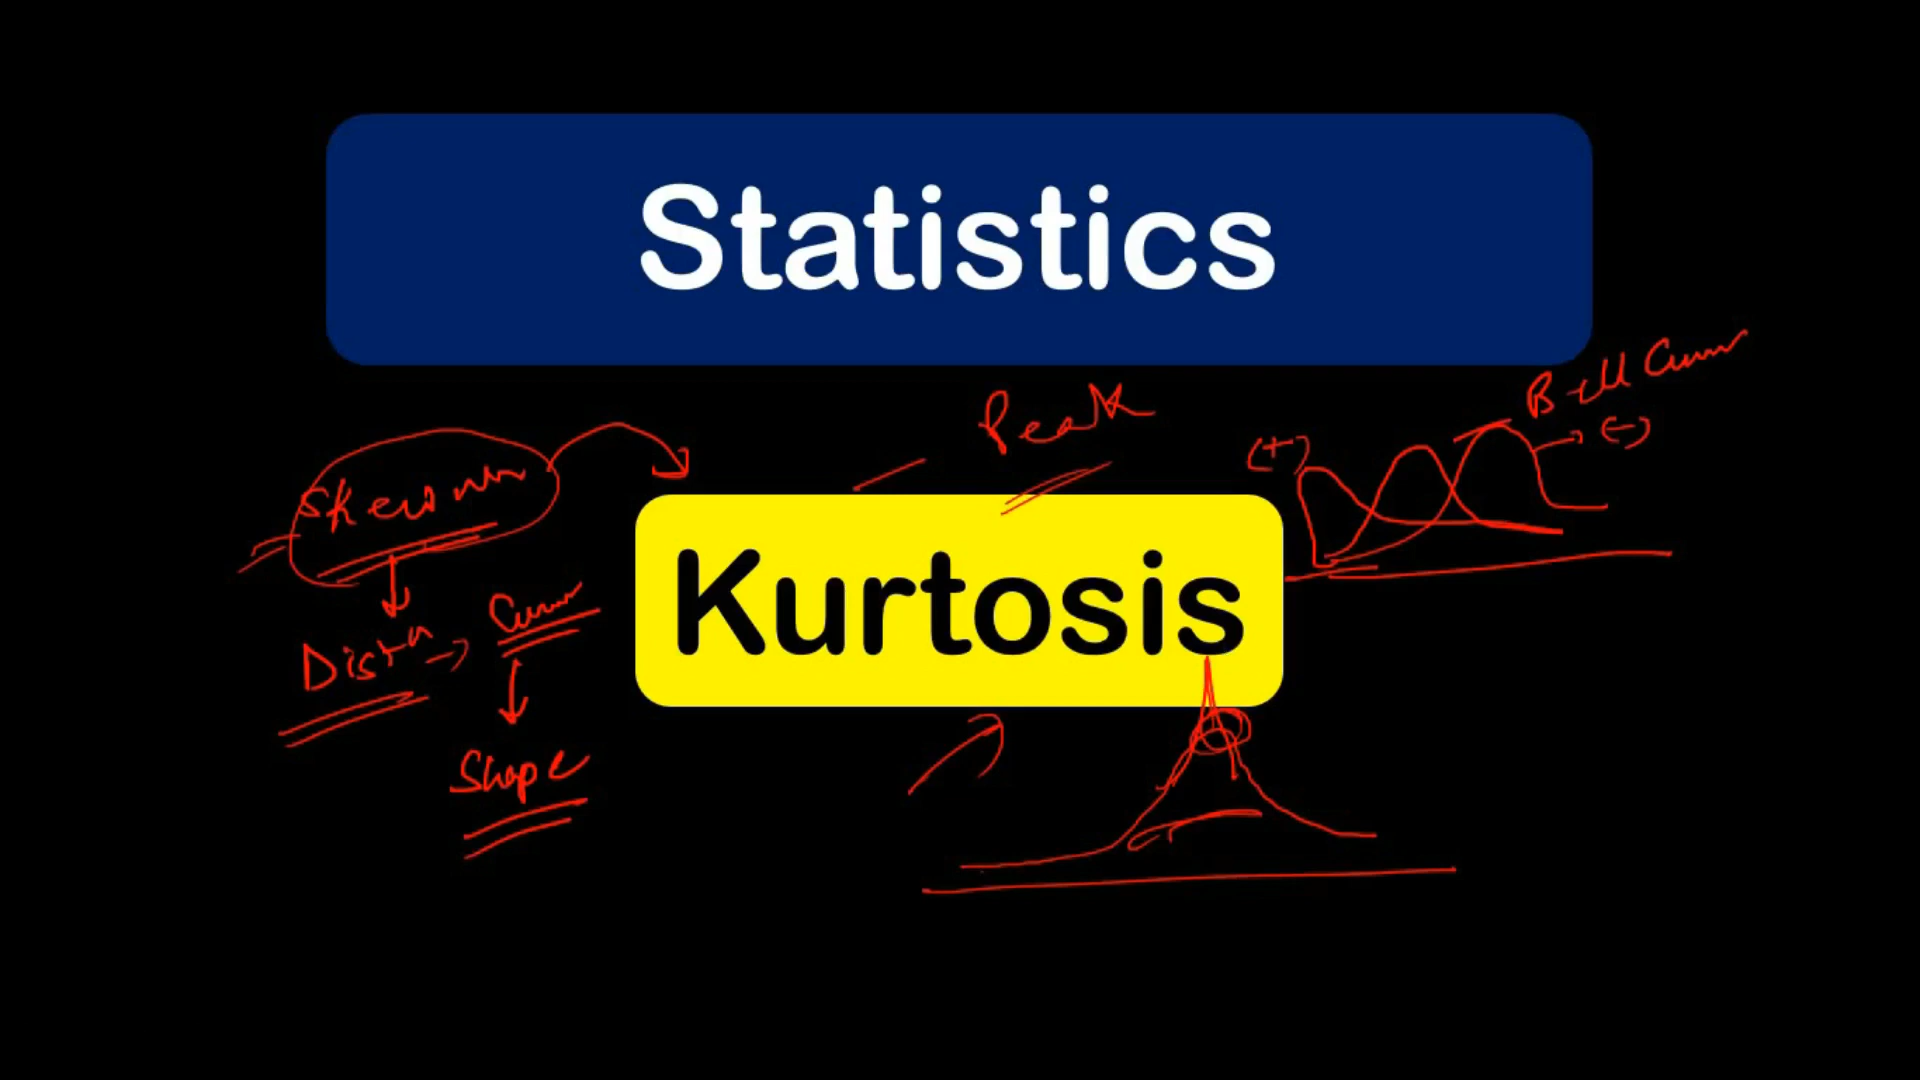 Statistics
Bell Curve
Peak
(+)
(-)
Skewness
Kurtosis
Curve
Distn
Shape